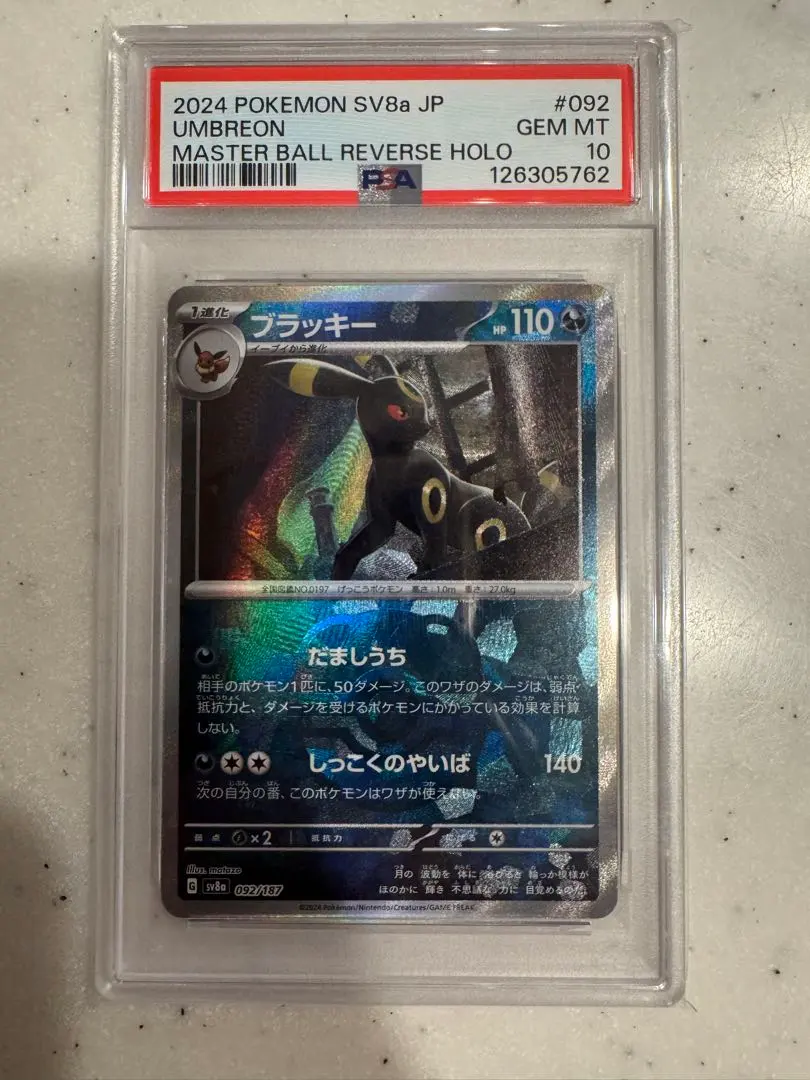 2024 POKEMON SV8a JP #092
UMBREON GEM MT
MASTER BALL REVERSE HOLO 10
PSA 126305762
1進化
ブラッキー HP 110
イーブイから進化
全国図鑑NO.0197 げっこうポケモン 高さ:1.0m 重さ:27.0kg
だましうち
相手のポケモン1匹に、50ダメージ。このワザのダメージは、弱点・
抵抗力と、ダメージを受けるポケモンにかかっている効果を計算
しない。
しっこくのやいば 140
次の自分の番、このポケモンはワザが使えない。
弱点 ×2 抵抗力 にげる
Illus. motazo
月の波動を体に浴びると輪っか模様が
G sv8a 092/187 ほのかに輝き不思議な力に目覚めるのだ。
©2024 Pokémon/Nintendo/Creatures/GAME FREAK